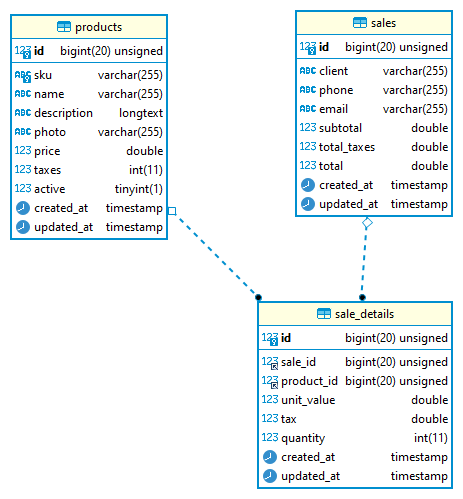 products
123 id bigint(20) unsigned
ABC sku varchar(255)
ABC name varchar(255)
ABC description longtext
ABC photo varchar(255)
123 price double
123 taxes int(11)
123 active tinyint(1)
created_at timestamp
updated_at timestamp
sales
123 id bigint(20) unsigned
ABC client varchar(255)
ABC phone varchar(255)
ABC email varchar(255)
123 subtotal double
123 total_taxes double
123 total double
created_at timestamp
updated_at timestamp
sale_details
123 id bigint(20) unsigned
123 sale_id bigint(20) unsigned
123 product_id bigint(20) unsigned
123 unit_value double
123 tax double
123 quantity int(11)
created_at timestamp
updated_at timestamp